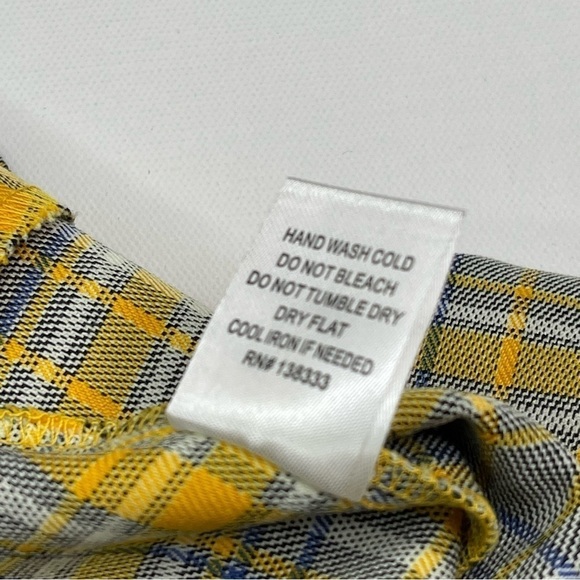 HAND WASH COLD
DO NOT BLEACH
DO NOT TUMBLE DRY
DRY FLAT
COOL IRON IF NEEDED
RN# 138333